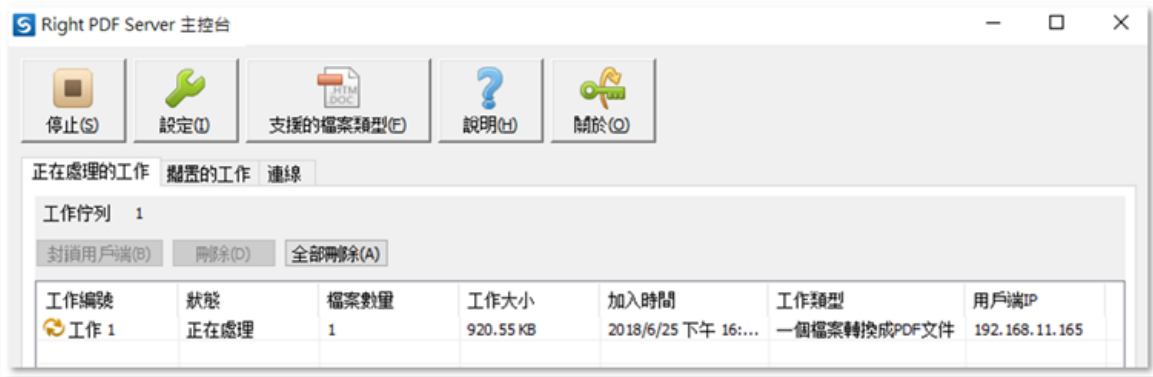 Right PDF Server 主控台
HTM
DOC
停止(S) 設定(I) 支援的檔案類型(F) 說明(H) 關於(O)
正在處理的工作 擱置的工作 連線
工作佇列 1
封鎖用戶端(B) 刪除(D) 全部刪除(A)
工作編號 狀態 檔案數量 工作大小 加入時間 工作類型 用戶端IP
工作 1 正在處理 1 920.55 KB 2018/6/25 下午 16:... 一個檔案轉換成PDF文件 192.168.11.165